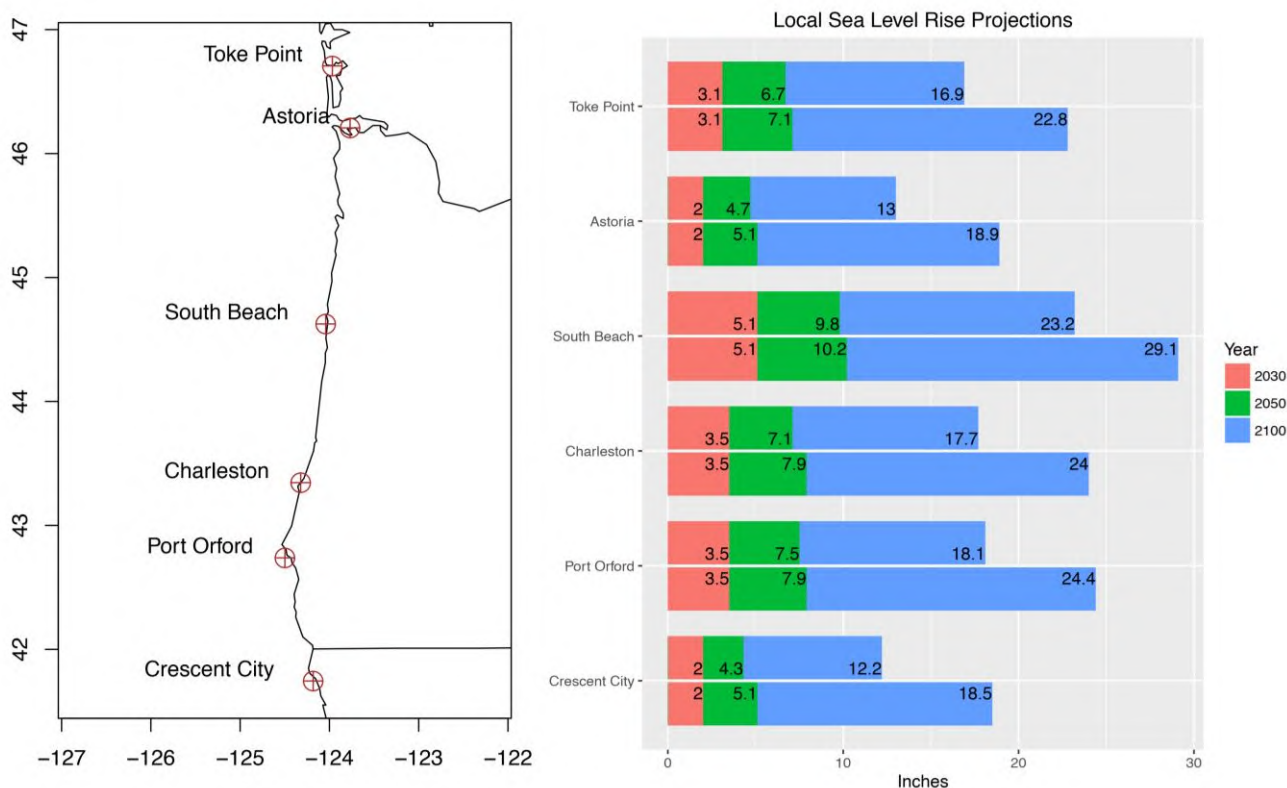 47
46
45
44
43
42
Toke Point
Astoria
South Beach
Charleston
Port Orford
Crescent City
−127
−126
−125
−124
−123
−122
Local Sea Level Rise Projections
Toke Point
3.1 6.7 16.9
3.1 7.1 22.8
Astoria
2 4.7 13
2 5.1 18.9
South Beach
5.1 9.8 23.2
5.1 10.2 29.1
Charleston
3.5 7.1 17.7
3.5 7.9 24
Port Orford
3.5 7.5 18.1
3.5 7.9 24.4
Crescent City
2 4.3 12.2
2 5.1 18.5
0 10 20 30
Inches
Year
2030
2050
2100